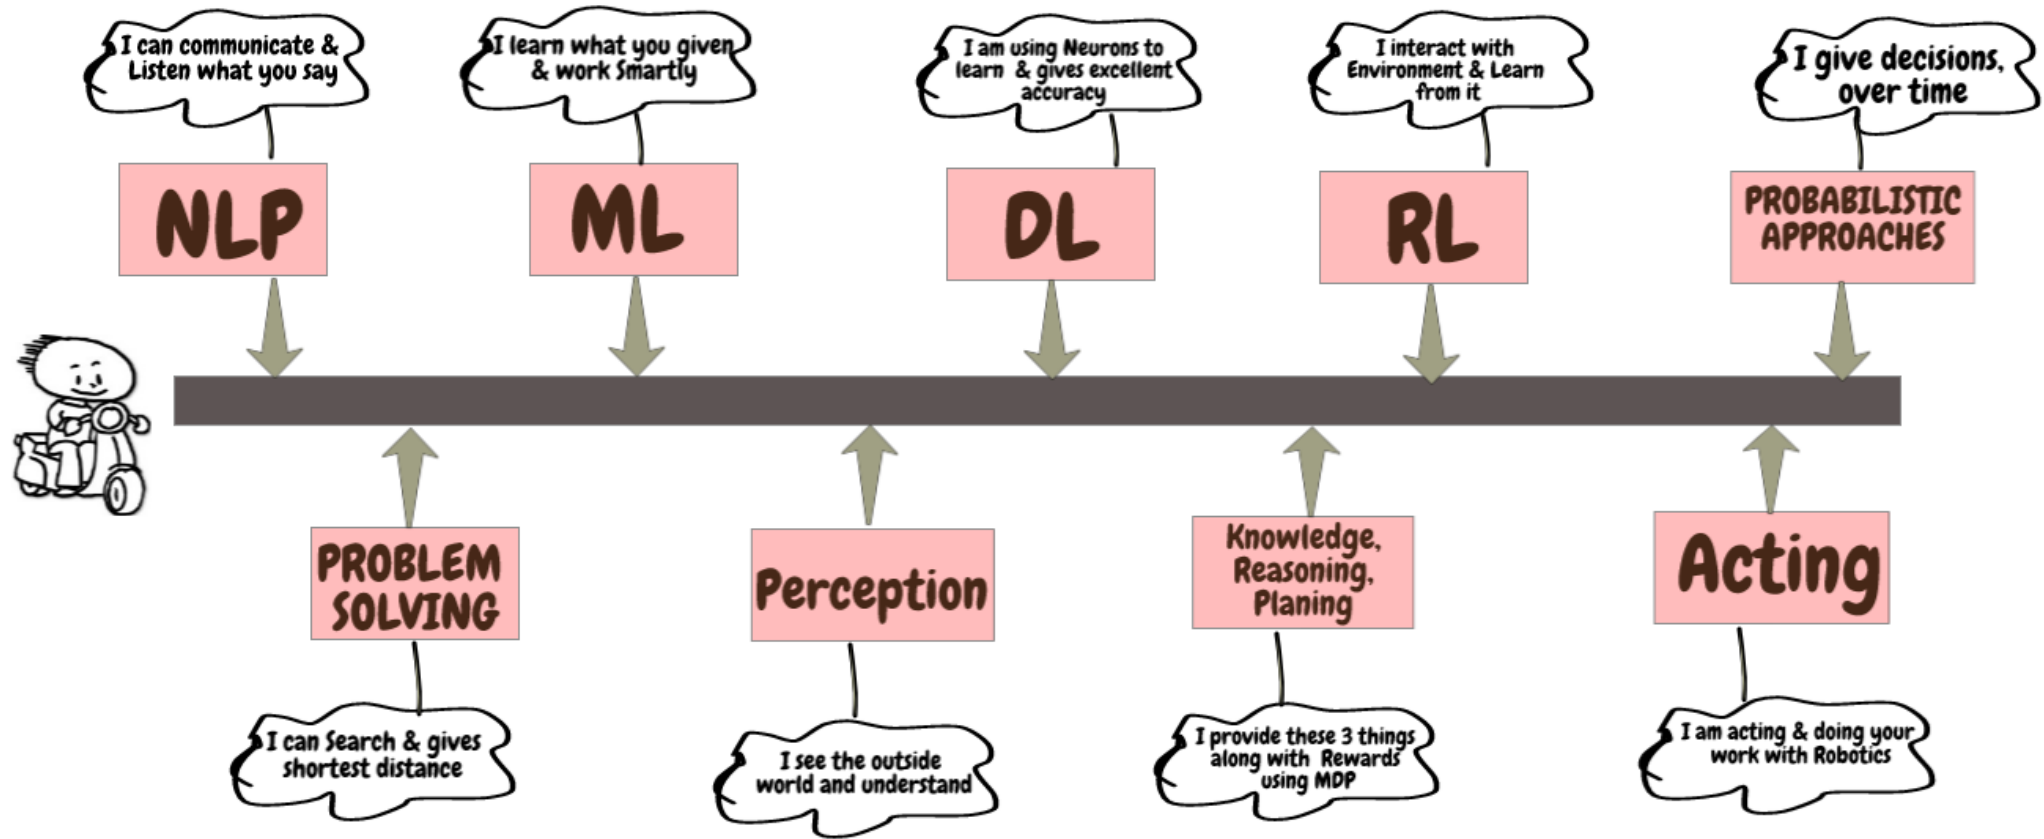 I can communicate &
Listen what you say
I learn what you given
& work Smartly
I am using Neurons to
learn & gives excellent
accuracy
I interact with
Environment & Learn
from it
I give decisions,
over time
NLP
ML
DL
RL
PROBABILISTIC
APPROACHES
PROBLEM
SOLVING
Perception
Knowledge,
Reasoning,
Planing
Acting
I can Search & gives
shortest distance
I see the outside
world and understand
I provide these 3 things
along with Rewards
using MDP
I am acting & doing your
work with Robotics